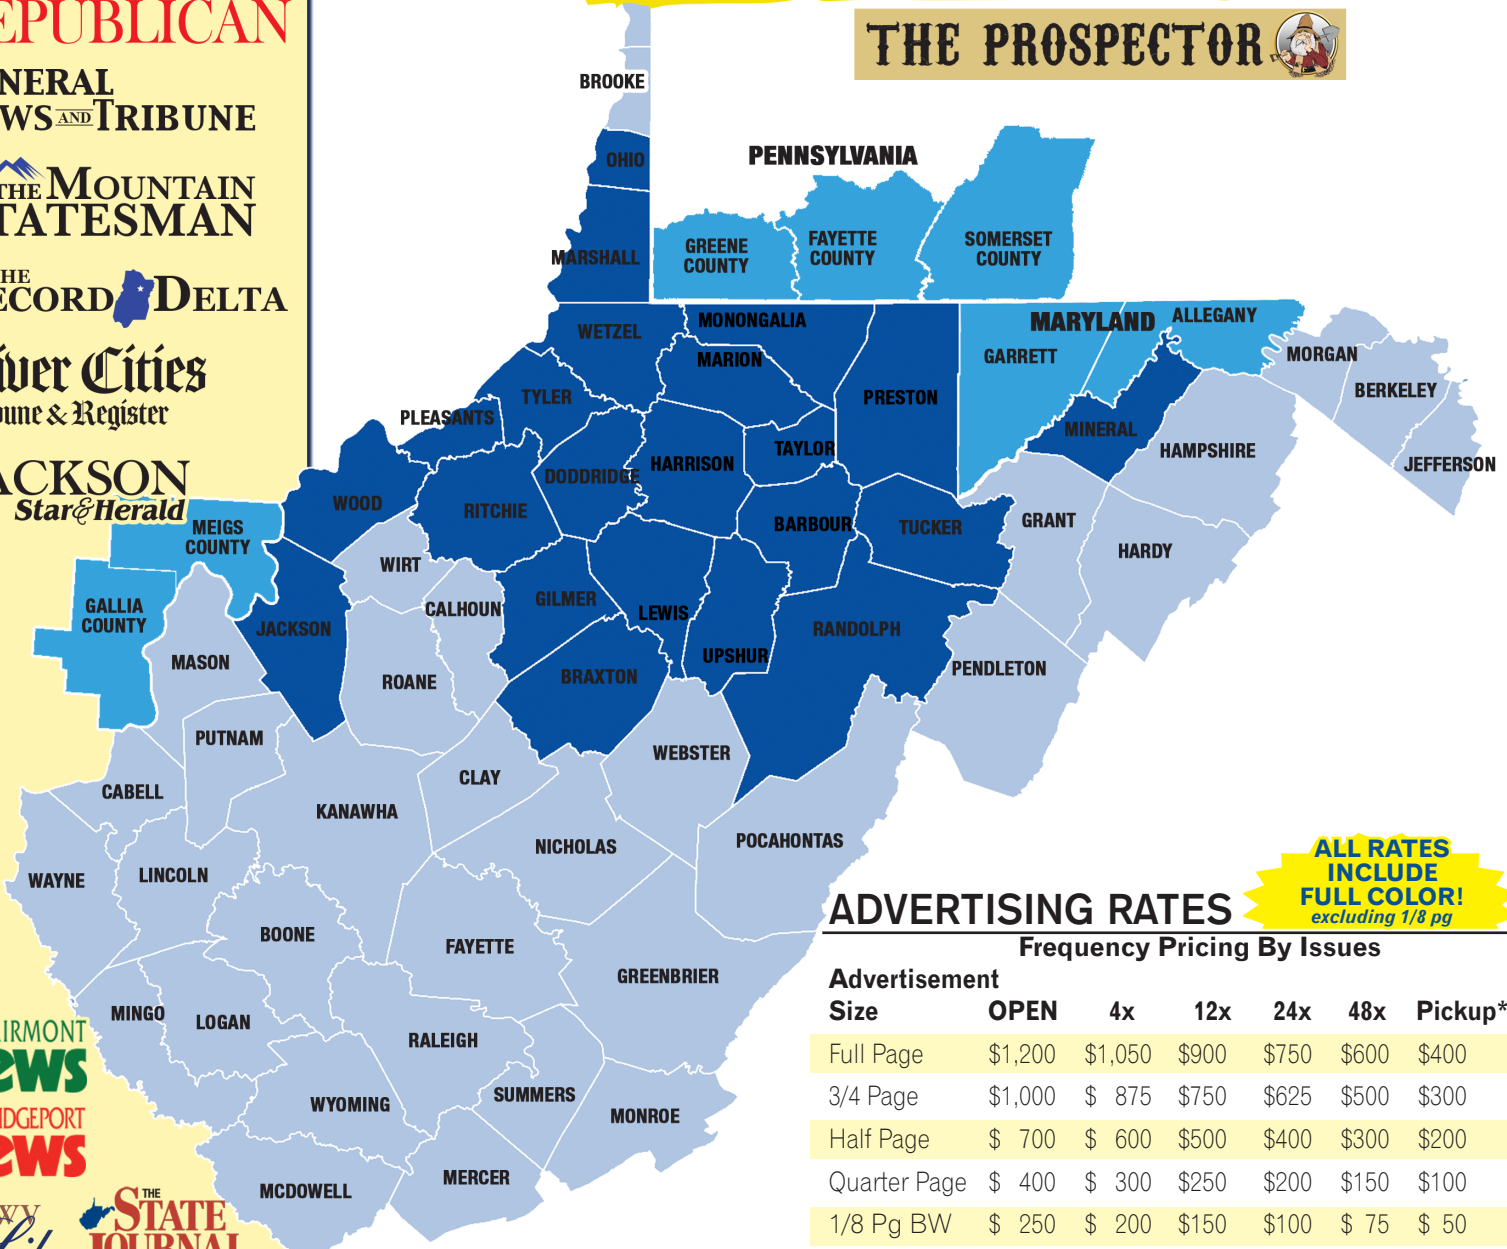 EPUBLICAN
NERAL
WS AND TRIBUNE
THE MOUNTAIN
TATESMAN
HE
ECORD DELTA
iver Cities
une & Register
ACKSON
Star & Herald
THE PROSPECTOR
BROOKE
OHIO
MARSHALL
PENNSYLVANIA
GREENE
COUNTY
FAYETTE
COUNTY
SOMERSET
COUNTY
WETZEL
MONONGALIA
MARION
MARYLAND
ALLEGANY
GARRETT
MORGAN
BERKELEY
JEFFERSON
TYLER
PLEASANTS
PRESTON
MINERAL
HAMPSHIRE
DODDRIDGE
HARRISON
TAYLOR
WOOD
RITCHIE
BARBOUR
TUCKER
GRANT
HARDY
MEIGS
COUNTY
WIRT
GALLIA
COUNTY
CALHOUN
GILMER
LEWIS
JACKSON
RANDOLPH
MASON
UPSHUR
ROANE
BRAXTON
PENDLETON
PUTNAM
WEBSTER
CLAY
CABELL
KANAWHA
NICHOLAS
POCAHONTAS
WAYNE
LINCOLN
BOONE
FAYETTE
GREENBRIER
MINGO
LOGAN
RALEIGH
SUMMERS
WYOMING
MONROE
MERCER
MCDOWELL
IRMONT
ews
IDGEPORT
ews
WV
THE
STATE
JOURNAL
ALL RATES
INCLUDE
FULL COLOR!
excluding 1/8 pg
ADVERTISING RATES
Frequency Pricing By Issues
Advertisement
Size OPEN 4x 12x 24x 48x Pickup*
Full Page $1,200 $1,050 $900 $750 $600 $400
3/4 Page $1,000 $ 875 $750 $625 $500 $300
Half Page $ 700 $ 600 $500 $400 $300 $200
Quarter Page $ 400 $ 300 $250 $200 $150 $100
1/8 Pg BW $ 250 $ 200 $150 $100 $ 75 $ 50